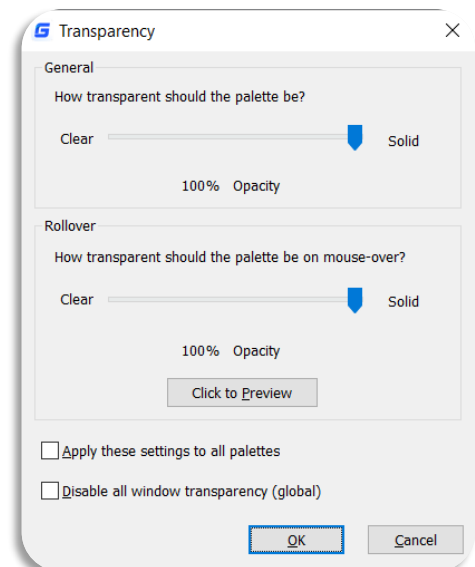 Transparency
General
How transparent should the palette be?
Clear Solid
100% Opacity
Rollover
How transparent should the palette be on mouse-over?
Clear Solid
100% Opacity
Click to Preview
Apply these settings to all palettes
Disable all window transparency (global)
OK Cancel